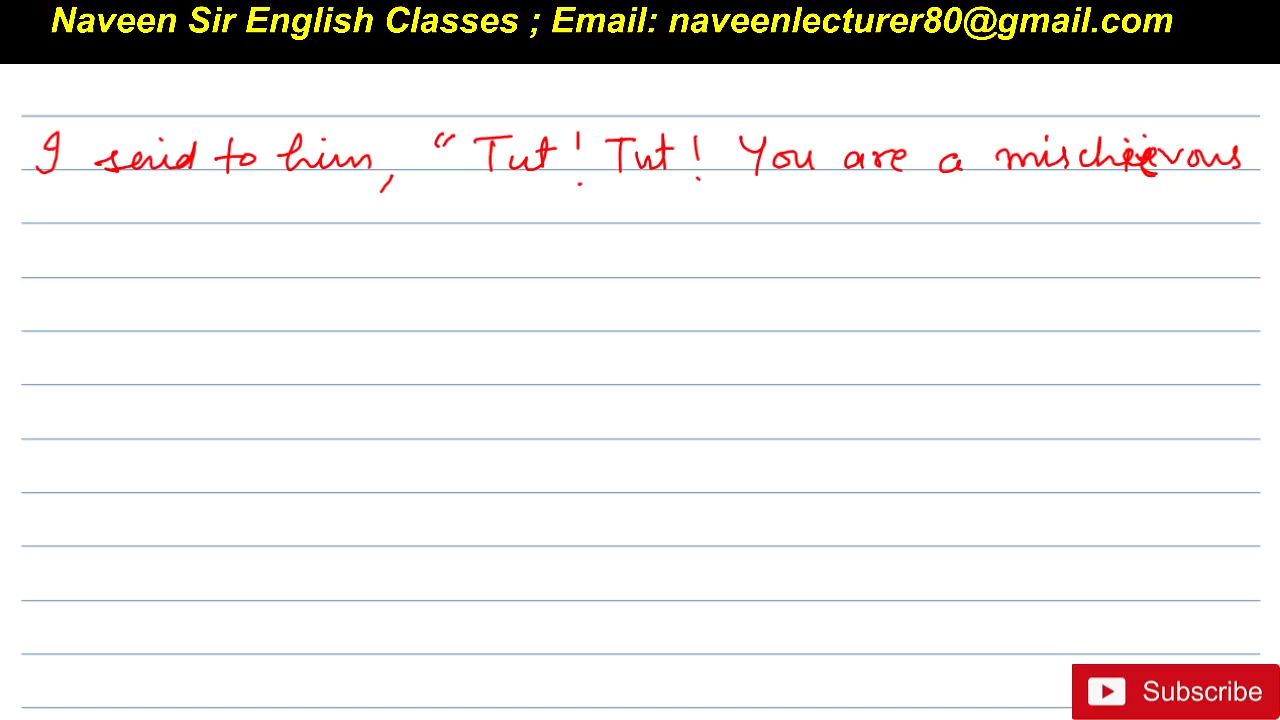 Naveen Sir English Classes ; Email: naveenlecturer80@gmail.com
I said to him, “Tut! Tut! You are a mischievous
Subscribe